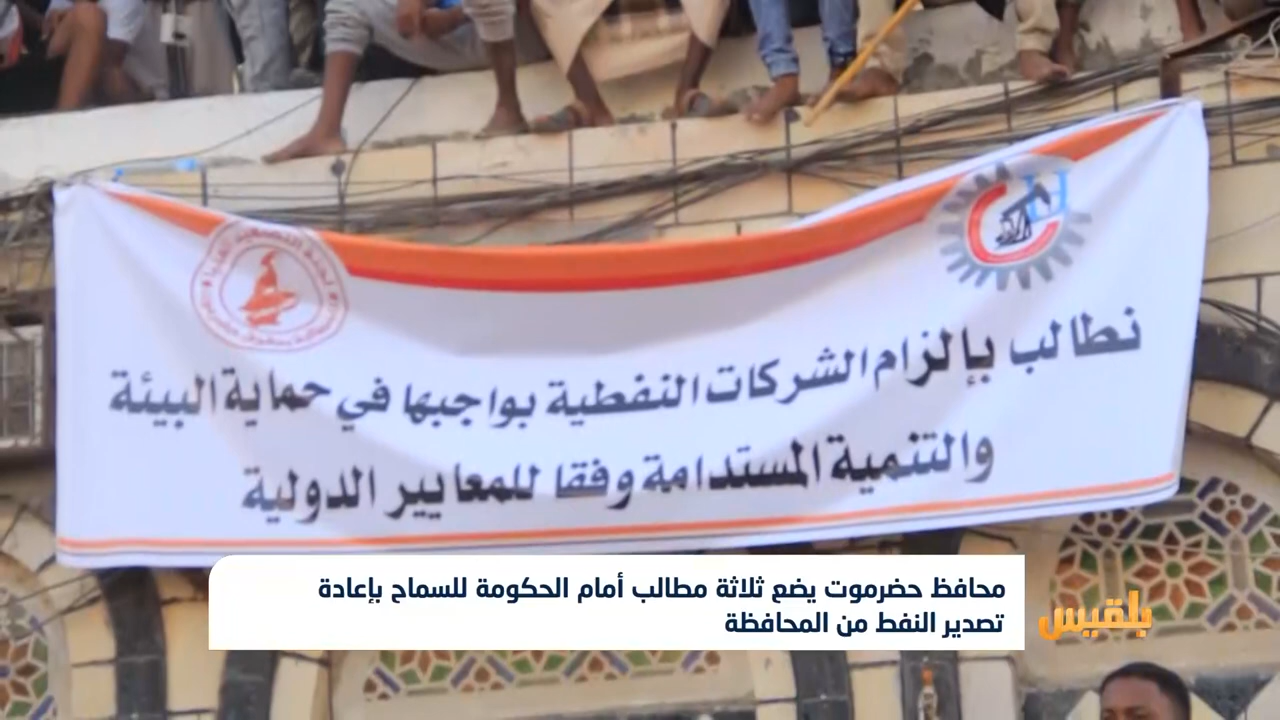 نطالب بإلزام الشركات النفطية بواجبها في حماية البيئة
والتنمية المستدامة وفقا للمعايير الدولية
محافظ حضرموت يضع ثلاثة مطالب أمام الحكومة للسماح بإعادة
تصدير النفط من المحافظة
بلقيس